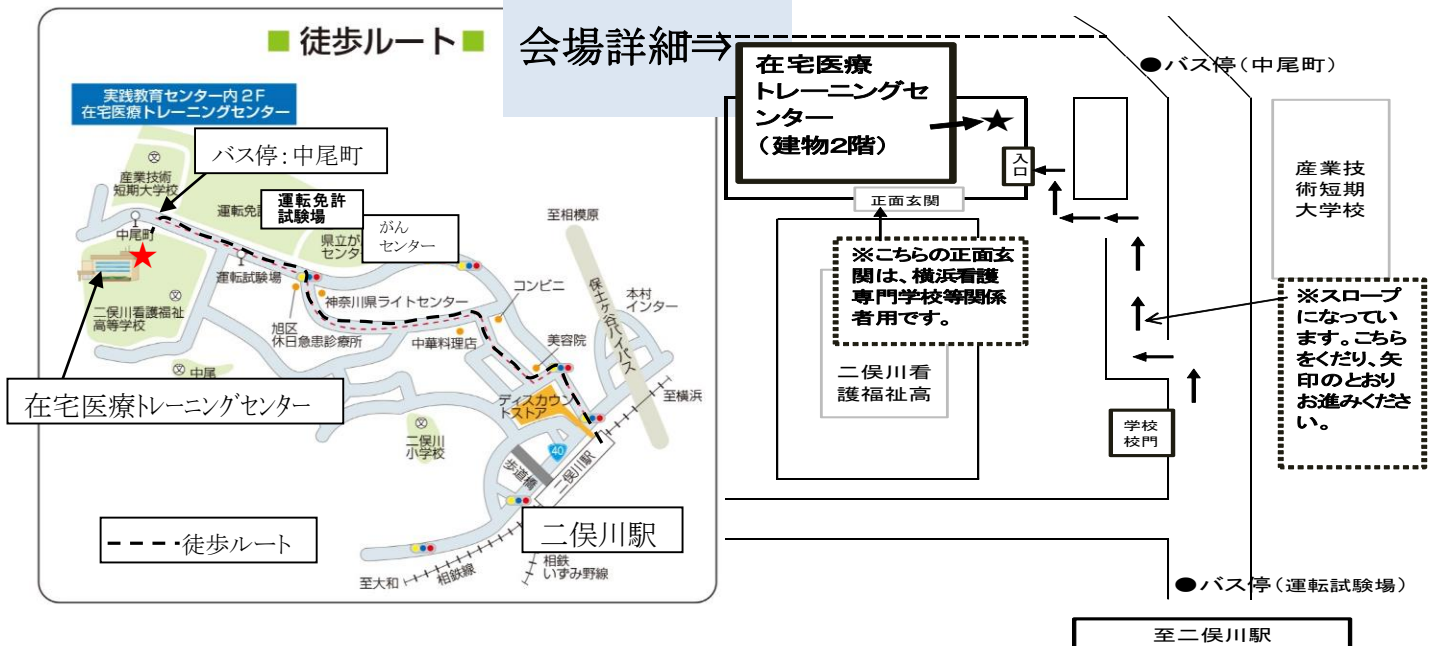 ■ 徒歩ルート ■
会場詳細⇒
実践教育センター内2F
在宅医療トレーニングセンター
バス停:中尾町
産業技術
短期大学校
運転免許
試験場
がん
センター
県立が
センター
至相模原
中尾町
運転試験場
神奈川県ライトセンター
コンビニ
保土ヶ谷バイパス
本村
インター
二俣川看護福祉
高等学校
旭区
休日急患診療所
中華料理店
美容院
中尾
在宅医療トレーニングセンター
ディスカウン
トストア
至横浜
二俣川
小学校
40
歩道橋
二俣川駅
二俣川駅
徒歩ルート
至大和
相鉄線
相鉄
いずみ野線
在宅医療
トレーニングセ
ンター
(建物2階)
●バス停(中尾町)
入口
正面玄関
産業技
術短期
大学校
※こちらの正面玄
関は、横浜看護
専門学校等関係
者用です。
二俣川看
護福祉高
※スロープ
になってい
ます。こちら
をくだり、矢
印のとおり
お進みくださ
い。
学校
校門
●バス停(運転試験場)
至二俣川駅